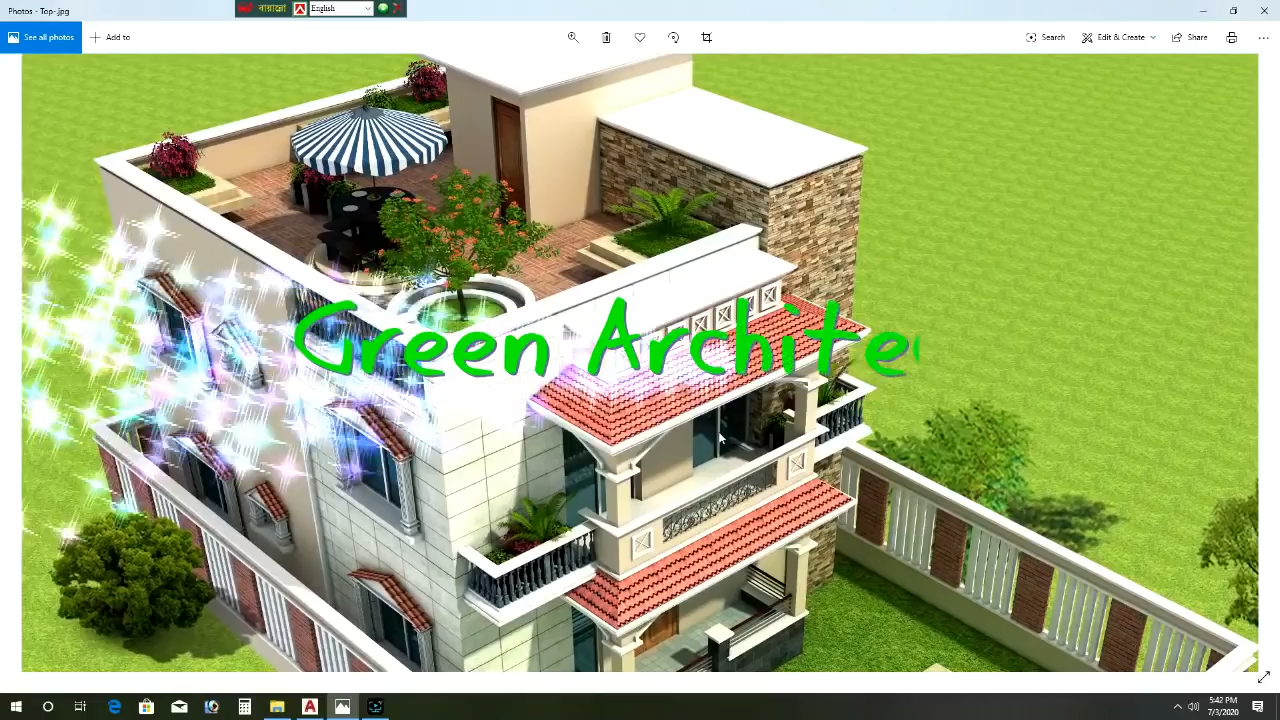 Photos - Top-.jpg
বায়ান্নো
English
See all photos
Add to
Search
Edit & Create
Share
Green Archite
5:42 PM
7/3/2020